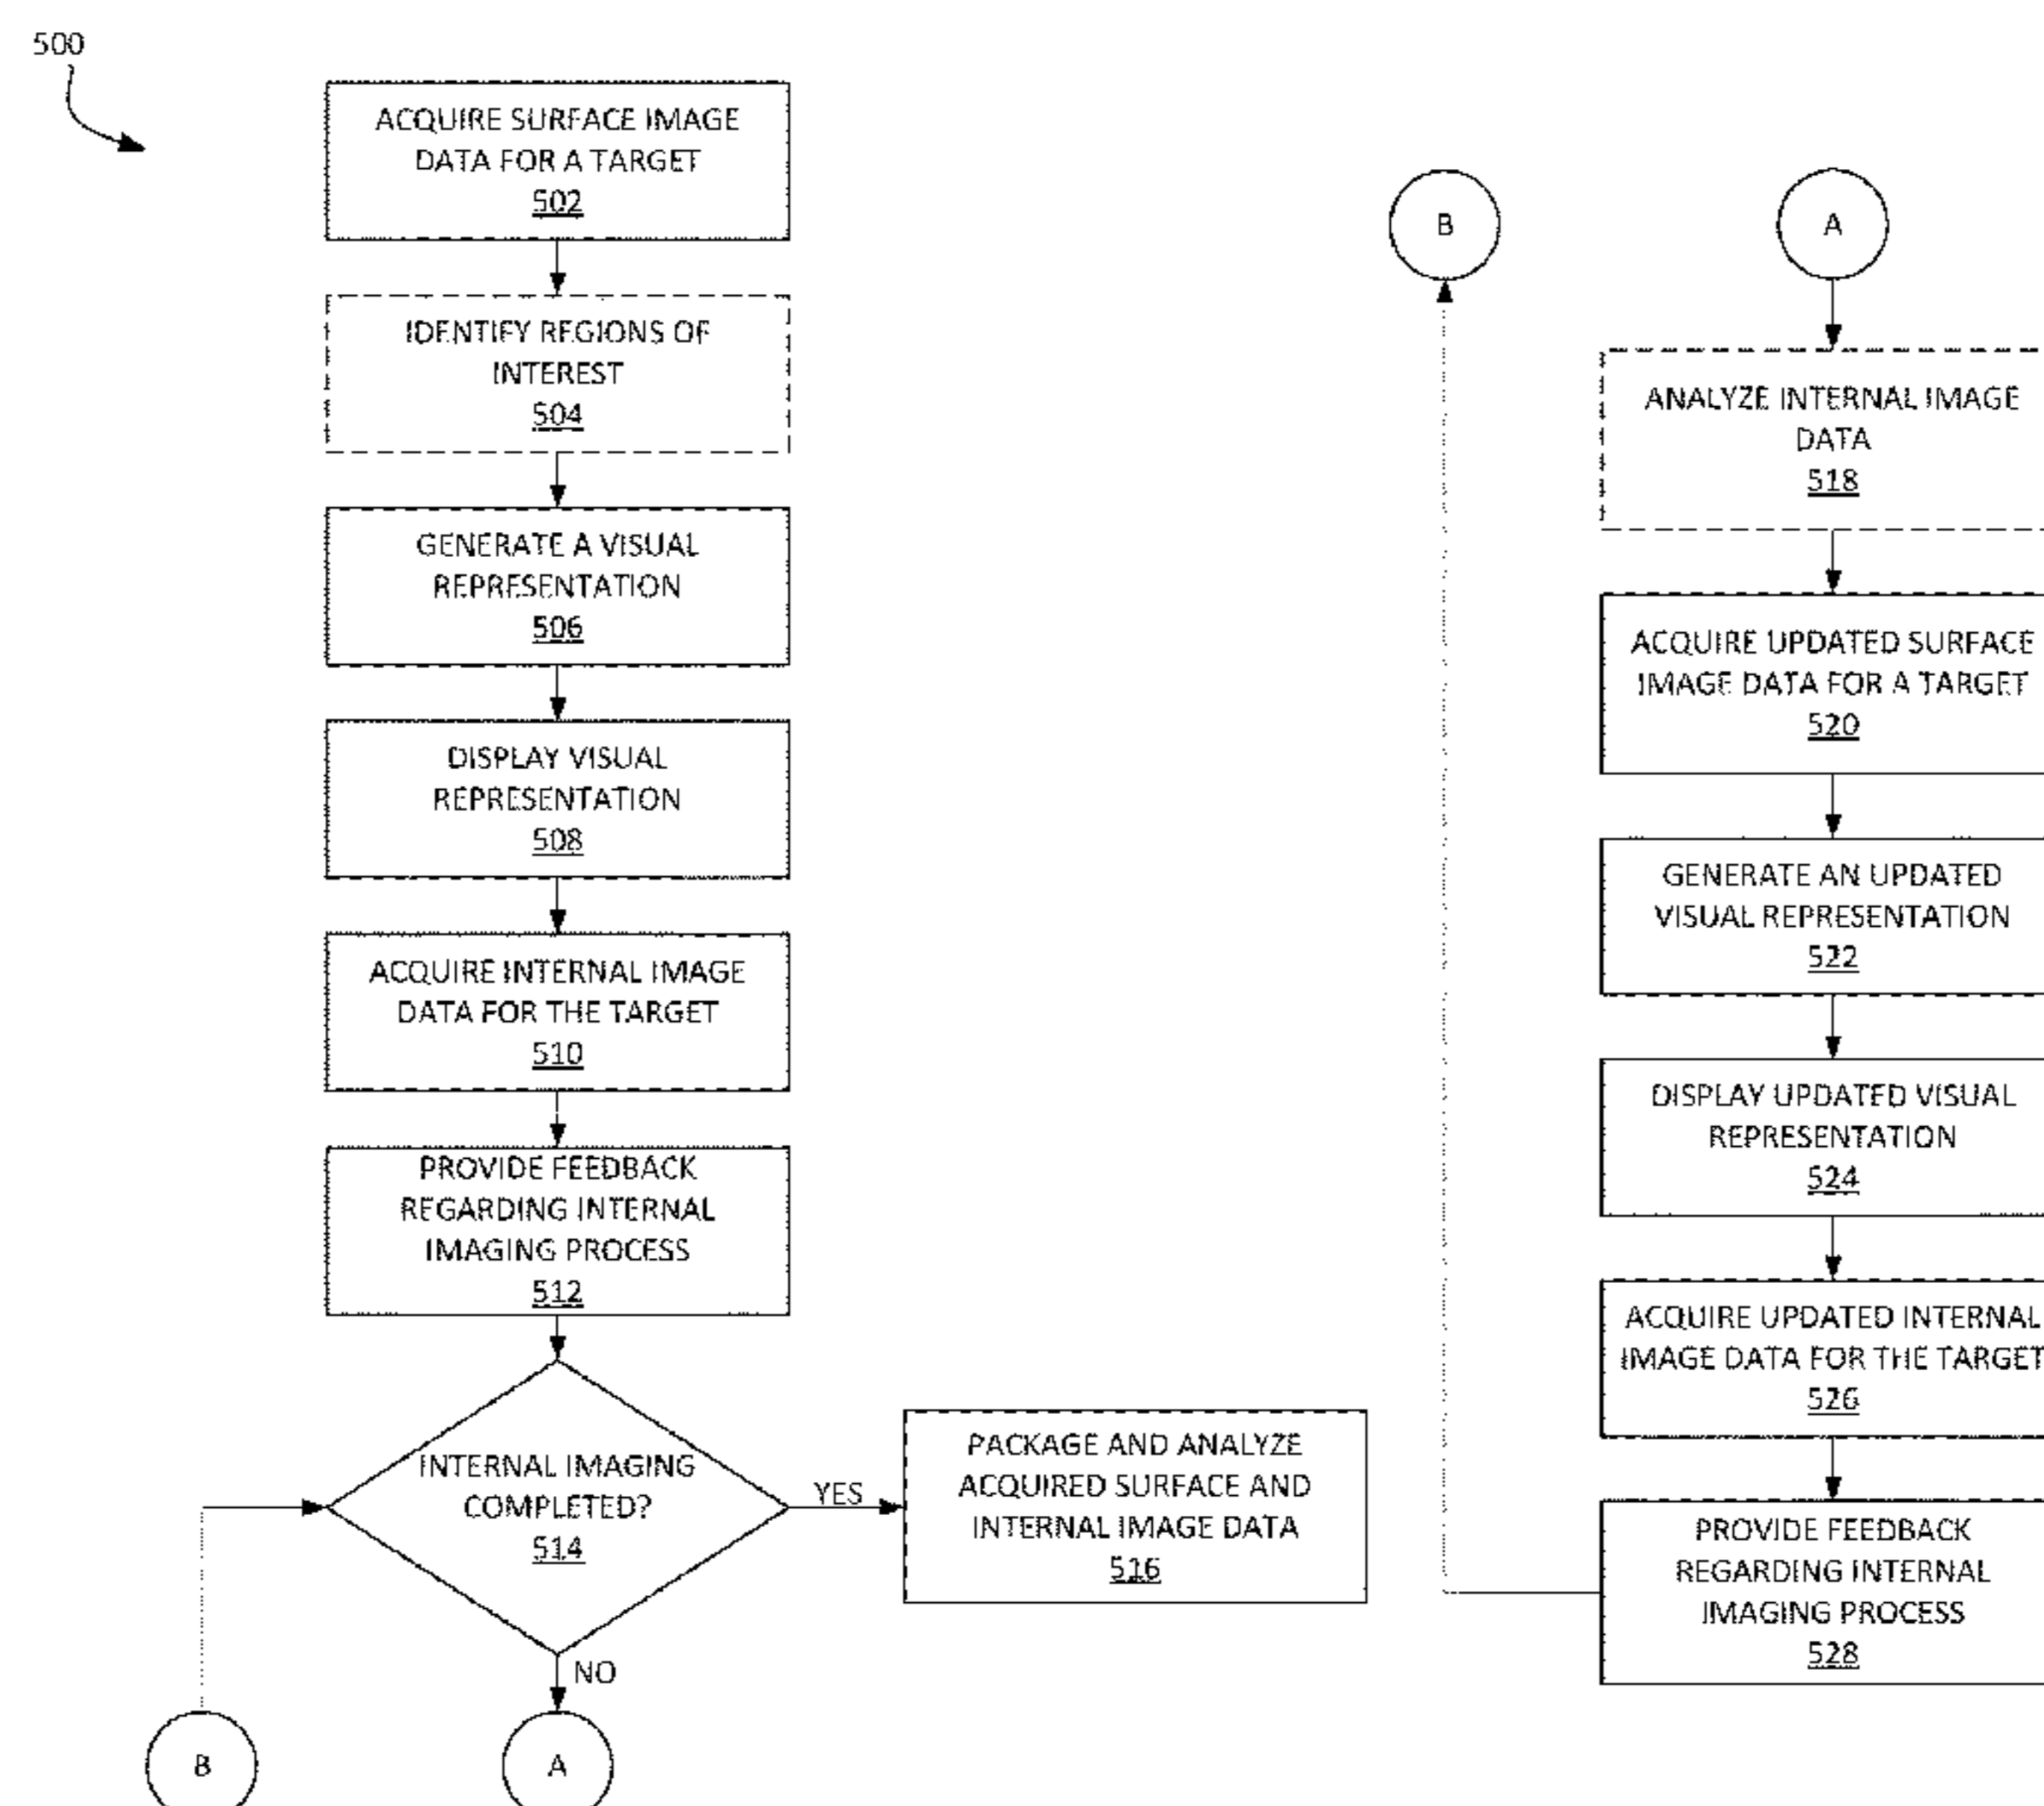 500
ACQUIRE SURFACE IMAGE
DATA FOR A TARGET
502
IDENTIFY REGIONS OF
INTEREST
504
GENERATE A VISUAL
REPRESENTATION
506
DISPLAY VISUAL
REPRESENTATION
508
ACQUIRE INTERNAL IMAGE
DATA FOR THE TARGET
510
PROVIDE FEEDBACK
REGARDING INTERNAL
IMAGING PROCESS
512
INTERNAL IMAGING
COMPLETED?
514
YES
PACKAGE AND ANALYZE
ACQUIRED SURFACE AND
INTERNAL IMAGE DATA
516
NO
B
A
B
A
ANALYZE INTERNAL IMAGE
DATA
518
ACQUIRE UPDATED SURFACE
IMAGE DATA FOR A TARGET
520
GENERATE AN UPDATED
VISUAL REPRESENTATION
522
DISPLAY UPDATED VISUAL
REPRESENTATION
524
ACQUIRE UPDATED INTERNAL
IMAGE DATA FOR THE TARGET
526
PROVIDE FEEDBACK
REGARDING INTERNAL
IMAGING PROCESS
528